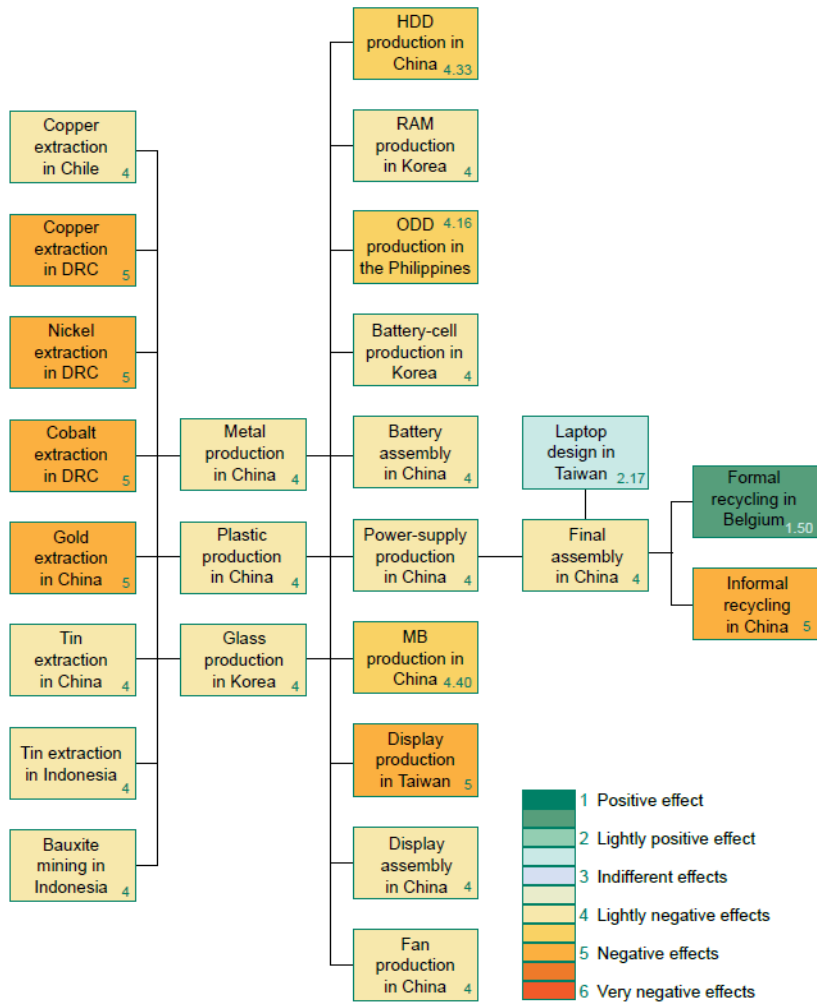 HDD
production in
China 4.33
Copper
extraction
in Chile 4
RAM
production
in Korea 4
Copper
extraction
in DRC 5
ODD 4.16
production in
the Philippines
Nickel
extraction
in DRC 5
Battery-cell
production in
Korea 4
Cobalt
extraction
in DRC 5
Metal
production
in China 4
Battery
assembly
in China 4
Laptop
design in
Taiwan 2.17
Formal
recycling in
Belgium 1.50
Gold
extraction
in China 5
Plastic
production
in China 4
Power-supply
production
in China 4
Final
assembly
in China 4
Informal
recycling
in China 5
Tin
extraction
in China 4
Glass
production
in Korea 4
MB
production in
China 4.40
Tin extraction
in Indonesia 4
Display
production
in Taiwan 5
Bauxite
mining in
Indonesia 4
Display
assembly
in China 4
Fan
production
in China 4
1 Positive effect
2 Lightly positive effect
3 Indifferent effects
4 Lightly negative effects
5 Negative effects
6 Very negative effects